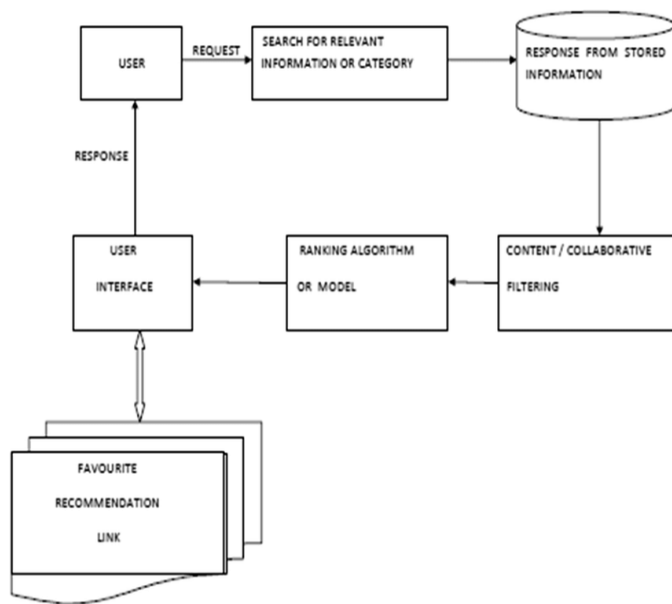 USER
REQUEST
SEARCH FOR RELEVANT
INFORMATION OR CATEGORY
RESPONSE FROM STORED
INFORMATION
RESPONSE
USER
INTERFACE
RANKING ALGORITHM
OR MODEL
CONTENT / COLLABORATIVE
FILTERING
FAVOURITE
RECOMMENDATION
LINK